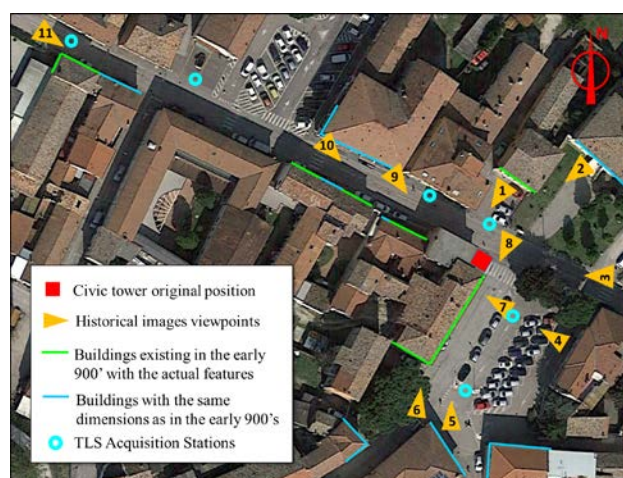 11
N
10
9
1
2
8
3
7
4
6
5
Civic tower original position
Historical images viewpoints
Buildings existing in the early
900' with the actual features
Buildings with the same
dimensions as in the early 900's
TLS Acquisition Stations